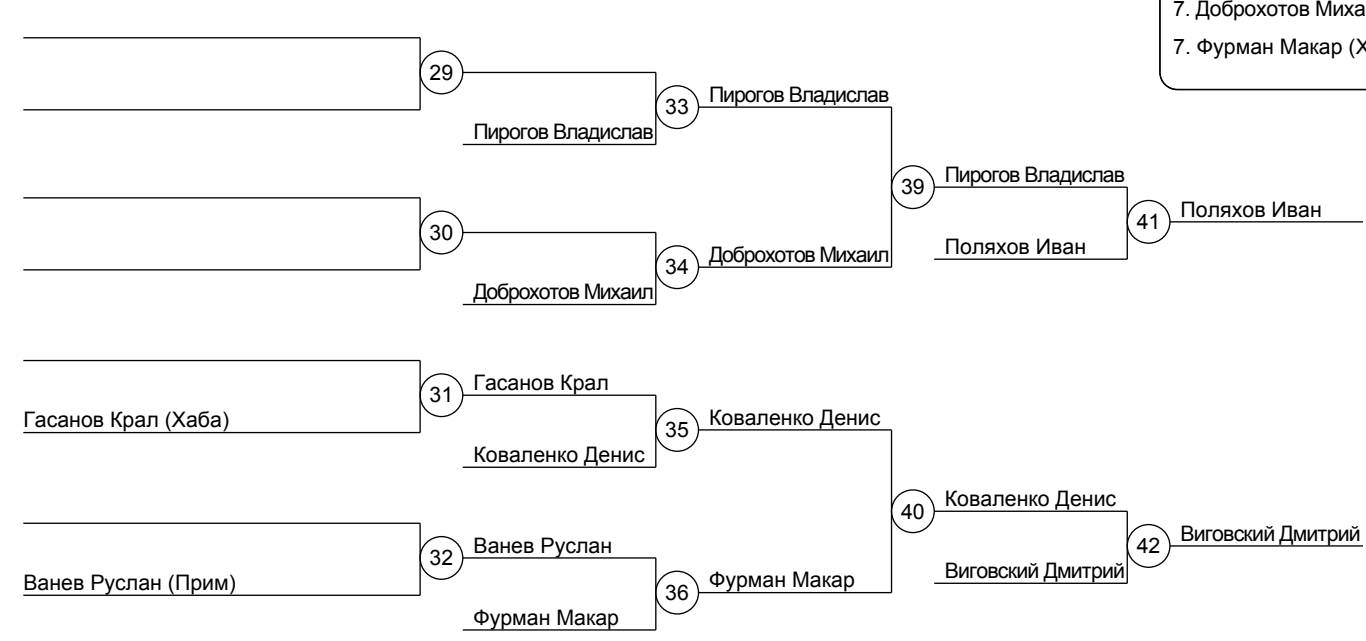 7. Доброхотов Миха
7. Фурман Макар (Х
29
Пирогов Владислав
33
Пирогов Владислав
30
Доброхотов Михаил
34
Доброхотов Михаил
39
Пирогов Владислав
Поляхов Иван
41
Поляхов Иван
Гасанов Крал (Хаба)
31
Гасанов Крал
Коваленко Денис
35
Коваленко Денис
Ванев Руслан (Прим)
32
Ванев Руслан
Фурман Макар
36
Фурман Макар
40
Коваленко Денис
Виговский Дмитрий
42
Виговский Дмитрий